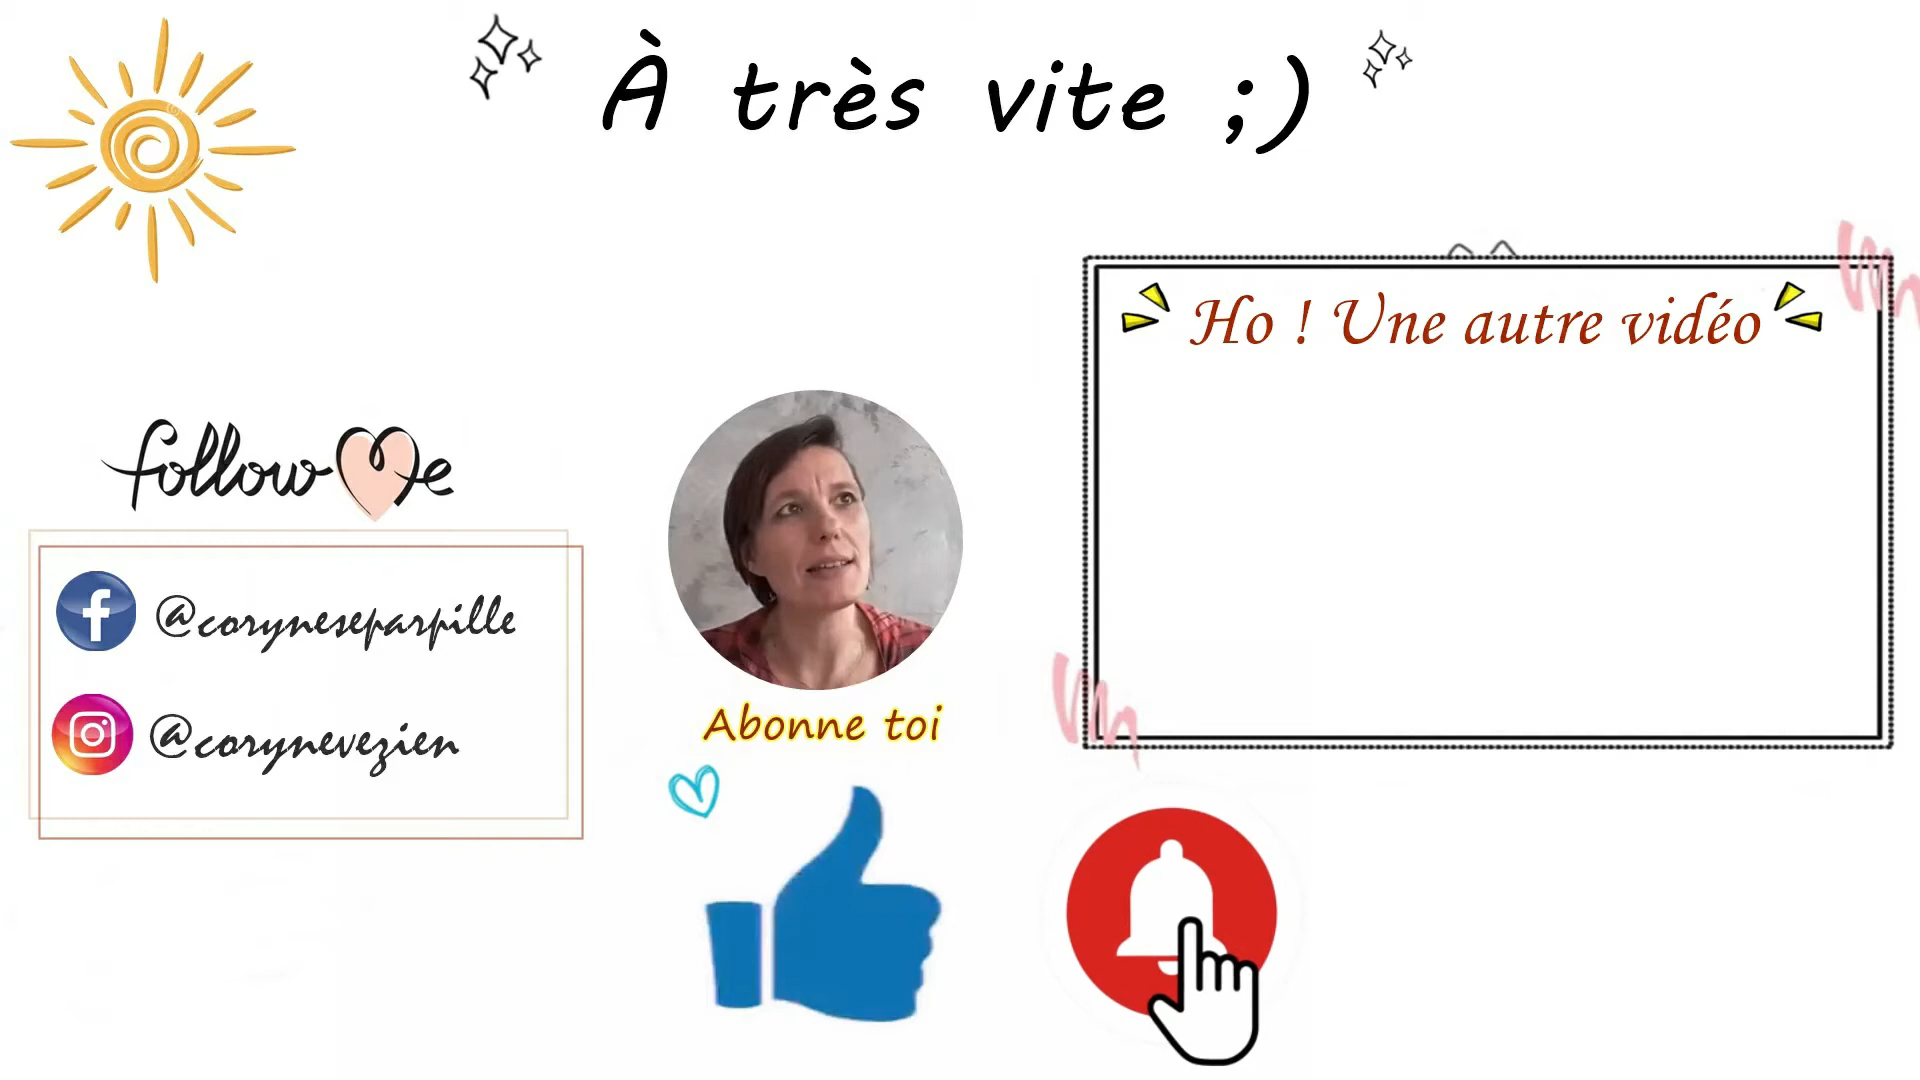 À très vite ;)
Ho ! Une autre vidéo
follow Me
@coryneseparpille
@corynevezien
Abonne toi